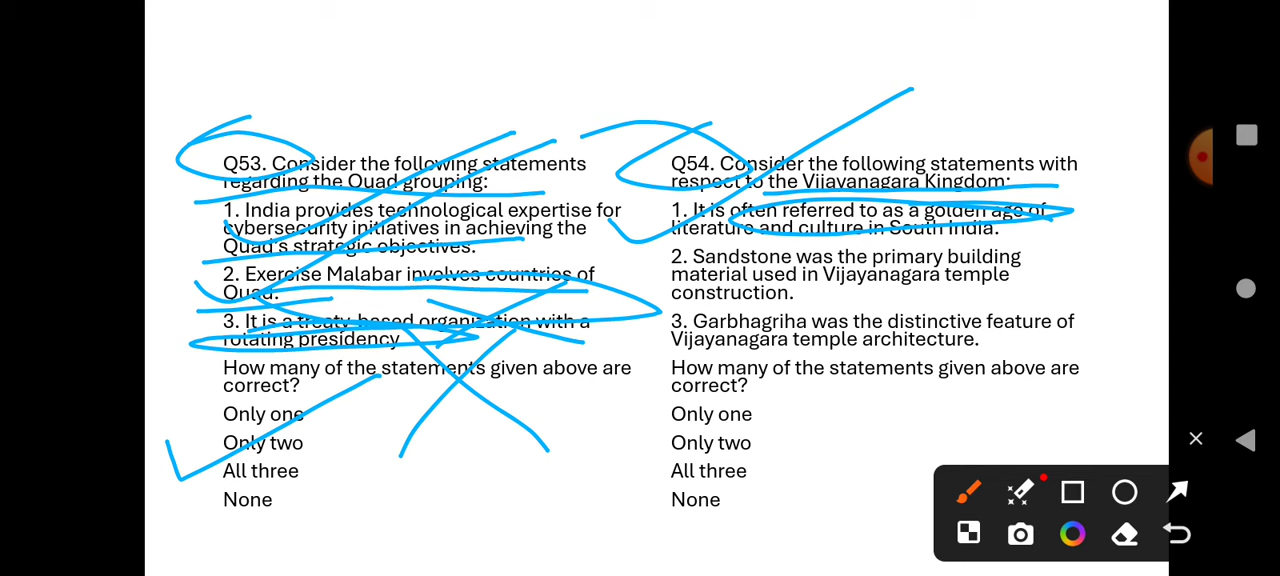 Q53. Consider the following statements
regarding the Quad grouping:
1. India provides technological expertise for
cybersecurity initiatives in achieving the
Quad's strategic objectives.
2. Exercise Malabar involves countries of
Quad.
3. It is a treaty-based organization with a
rotating presidency
How many of the statements given above are
correct?
Only one
Only two
All three
None
Q54. Consider the following statements with
respect to the Vijayanagara Kingdom:
1. It is often referred to as a golden age of
literature and culture in South India.
2. Sandstone was the primary building
material used in Vijayanagara temple
construction.
3. Garbhagriha was the distinctive feature of
Vijayanagara temple architecture.
How many of the statements given above are
correct?
Only one
Only two
All three
None